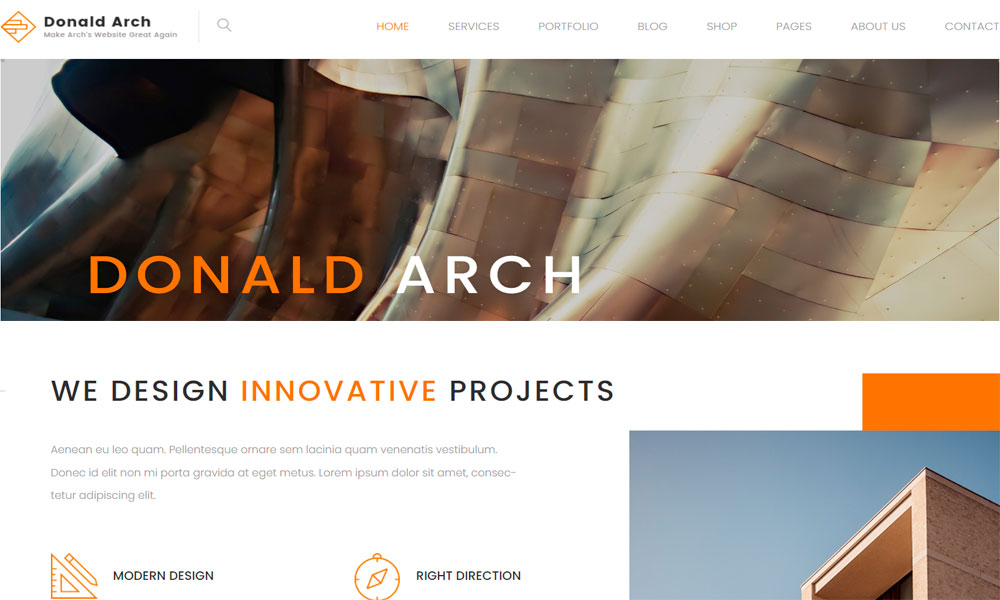 Donald Arch
Make Arch's Website Great Again
HOME SERVICES PORTFOLIO BLOG SHOP PAGES ABOUT US CONTACT
DONALD ARCH
WE DESIGN INNOVATIVE PROJECTS
Aenean eu leo quam. Pellentesque ornare sem lacinia quam venenatis vestibulum.
Donec id elit non mi porta gravida at eget metus. Lorem ipsum dolor sit amet, consec-
tetur adipiscing elit.
MODERN DESIGN
RIGHT DIRECTION